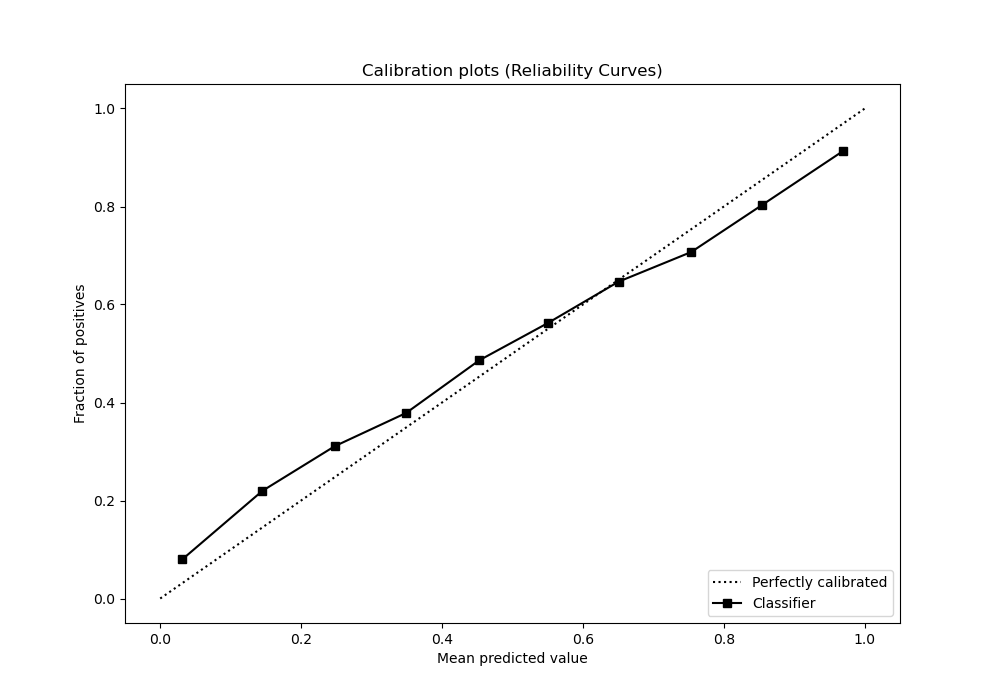 Calibration plots (Reliability Curves)
Fraction of positives
1.0
0.8
0.6
0.4
0.2
0.0
0.0 0.2 0.4 0.6 0.8 1.0
Mean predicted value
Perfectly calibrated
Classifier